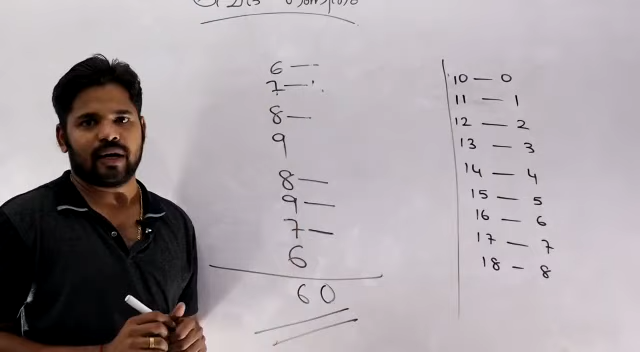 6 —
7 —
8 —
9
8 —
9 —
7 —
6
60
10 — 0
11 — 1
12 — 2
13 — 3
14 — 4
15 — 5
16 — 6
17 — 7
18 — 8